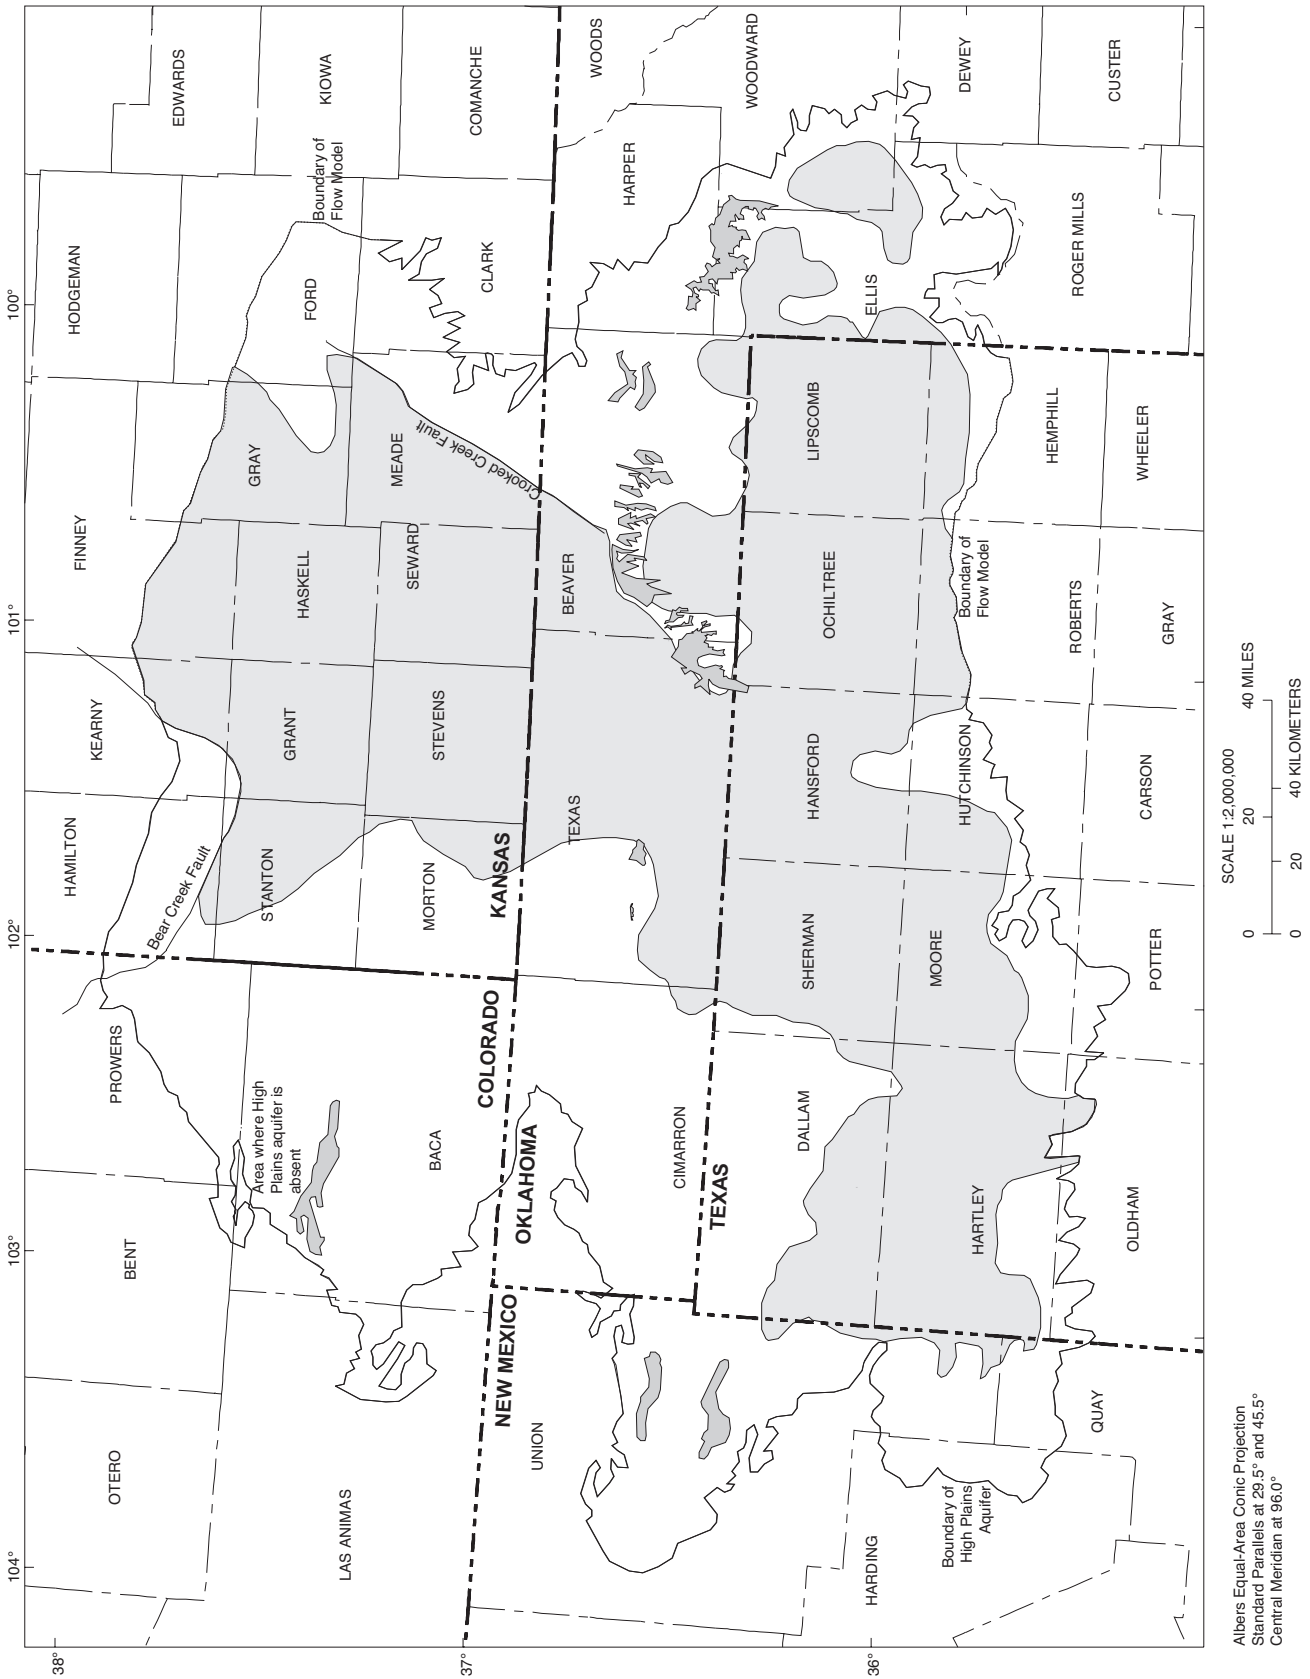 104°
103°
102°
101°
100°
38°
37°
36°
OTERO
BENT
PROWERS
HAMILTON
KEARNY
FINNEY
HODGEMAN
EDWARDS
LAS ANIMAS
BACA
Area where High
Plains aquifer is
absent
Bear Creek Fault
STANTON
GRANT
HASKELL
GRAY
FORD
Boundary of
Flow Model
KIOWA
MORTON
STEVENS
SEWARD
MEADE
Crooked Creek Fault
CLARK
COMANCHE
COLORADO
KANSAS
NEW MEXICO
OKLAHOMA
UNION
CIMARRON
TEXAS
BEAVER
HARPER
WOODS
WOODWARD
TEXAS
DALLAM
SHERMAN
HANSFORD
OCHILTREE
LIPSCOMB
ELLIS
DEWEY
HARDING
HARTLEY
MOORE
HUTCHINSON
Boundary of
Flow Model
ROBERTS
HEMPHILL
ROGER MILLS
CUSTER
Boundary of
High Plains
Aquifer
QUAY
OLDHAM
POTTER
CARSON
GRAY
WHEELER
SCALE 1:2,000,000
0 20 40 MILES
0 20 40 KILOMETERS
Albers Equal-Area Conic Projection
Standard Parallels at 29.5° and 45.5°
Central Meridian at 96.0°